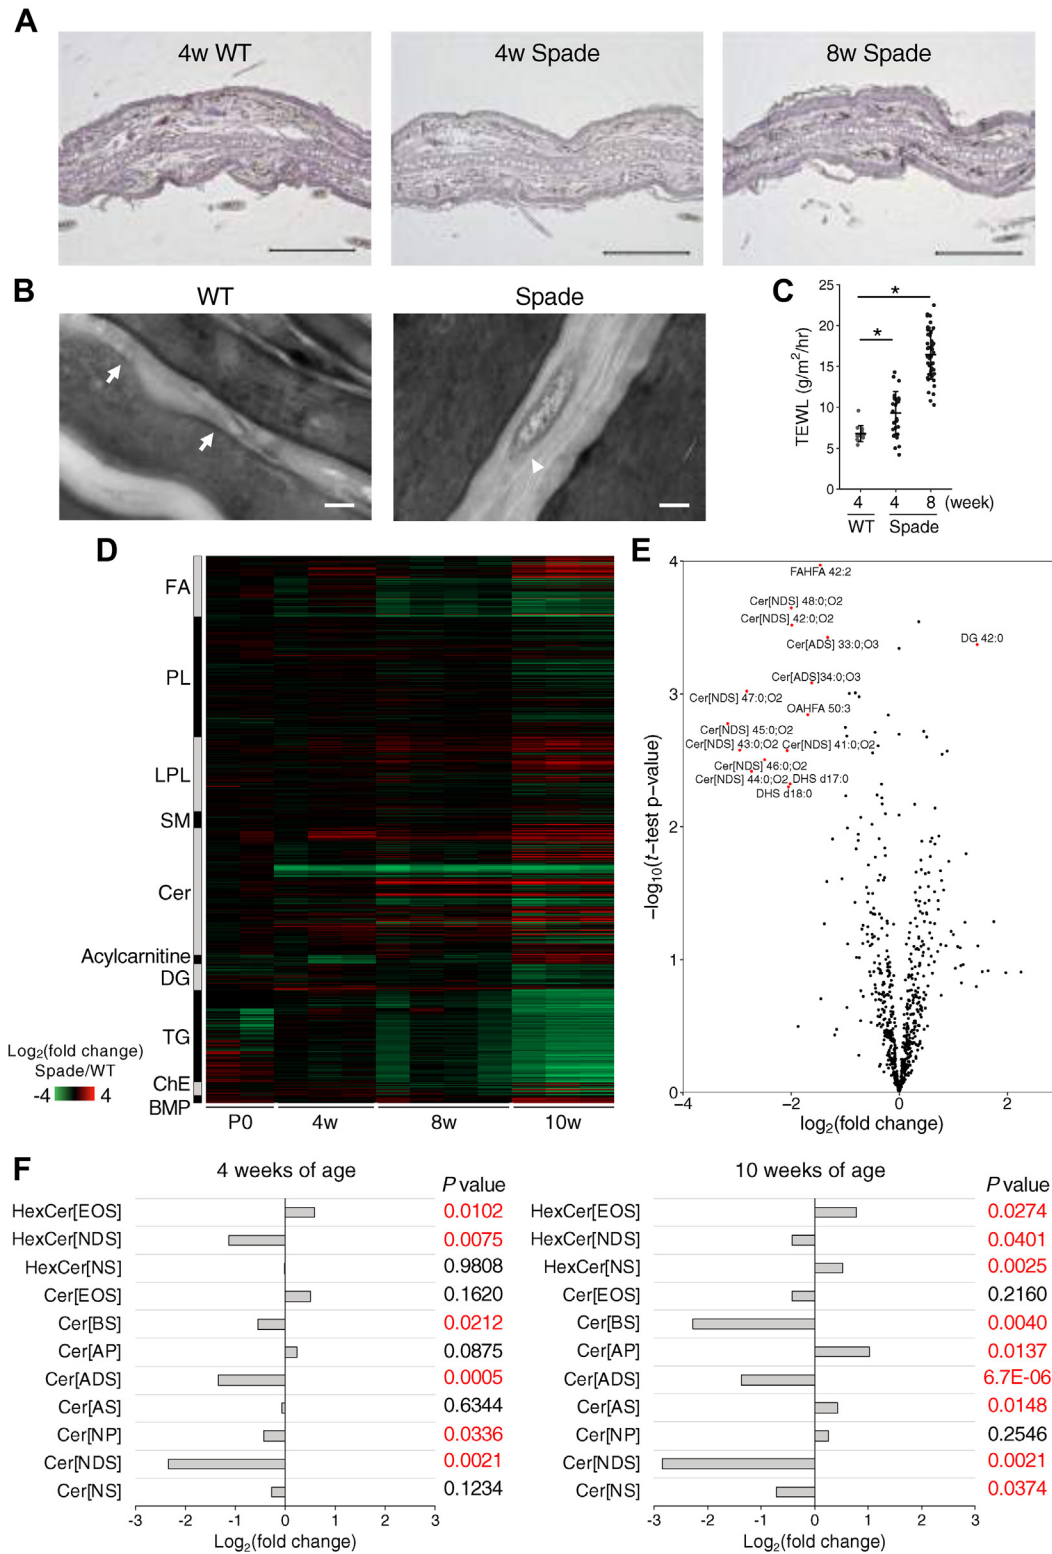 A
4w WT
4w Spade
8w Spade
B
WT
Spade
C
TEWL (g/m²/hr)
25
20
15
10
5
0
*
*
4 4 8 (week)
WT Spade
D
FA
PL
LPL
SM
Cer
Acylcarnitine
DG
TG
ChE
BMP
Log₂(fold change)
Spade/WT
-4 4
P0 4w 8w 10w
E
−log₁₀(t−test p−value)
4
3
2
1
0
FAHFA 42:2
Cer[NDS] 48:0;O2
Cer[NDS] 42:0;O2
DG 42:0
Cer[ADS] 33:0;O3
Cer[ADS]34:0;O3
Cer[NDS] 47:0;O2
OAHFA 50:3
Cer[NDS] 45:0;O2
Cer[NDS] 43:0;O2 Cer[NDS] 41:0;O2
Cer[NDS] 46:0;O2
Cer[NDS] 44:0;O2 DHS d17:0
DHS d18:0
−4 −2 0 2
log₂(fold change)
F
4 weeks of age
P value
HexCer[EOS] 0.0102
HexCer[NDS] 0.0075
HexCer[NS] 0.9808
Cer[EOS] 0.1620
Cer[BS] 0.0212
Cer[AP] 0.0875
Cer[ADS] 0.0005
Cer[AS] 0.6344
Cer[NP] 0.0336
Cer[NDS] 0.0021
Cer[NS] 0.1234
-3 -2 -1 0 1 2 3
Log₂(fold change)
10 weeks of age
P value
HexCer[EOS] 0.0274
HexCer[NDS] 0.0401
HexCer[NS] 0.0025
Cer[EOS] 0.2160
Cer[BS] 0.0040
Cer[AP] 0.0137
Cer[ADS] 6.7E-06
Cer[AS] 0.0148
Cer[NP] 0.2546
Cer[NDS] 0.0021
Cer[NS] 0.0374
-3 -2 -1 0 1 2 3
Log₂(fold change)